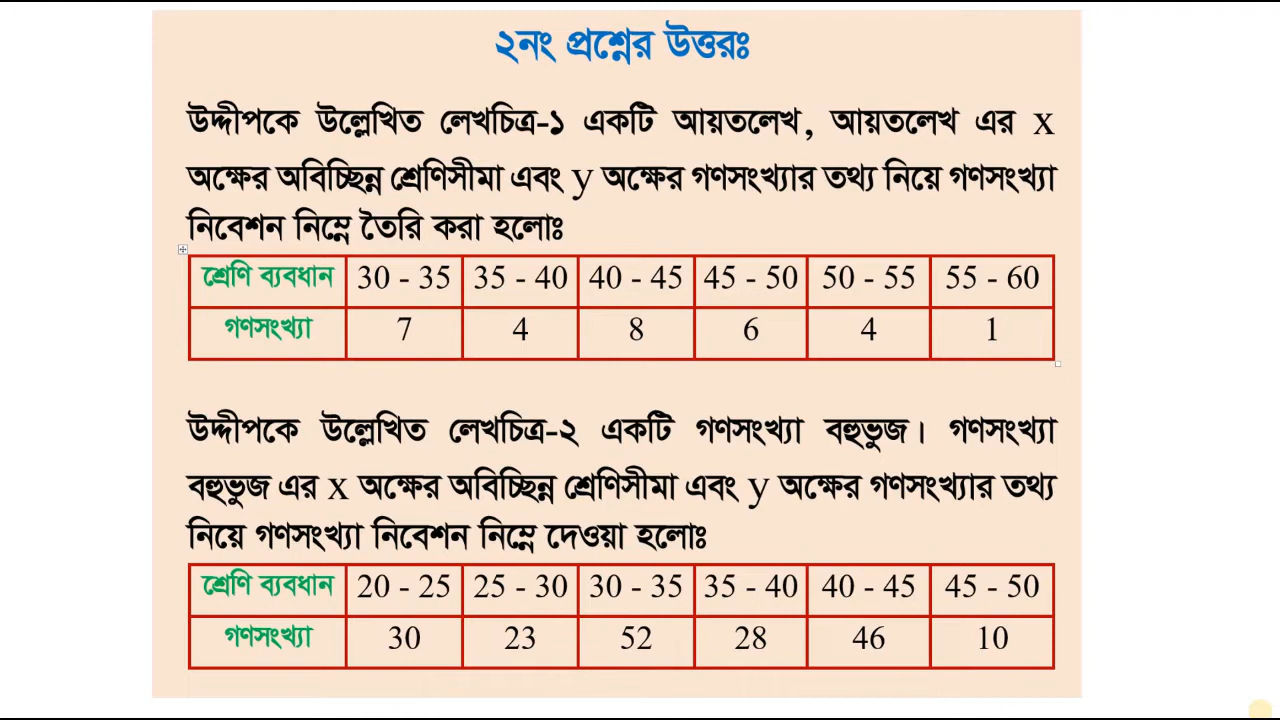 ২নং প্রশ্নের উত্তরঃ
উদ্দীপকে উল্লেখিত লেখচিত্র-১ একটি আয়তলেখ, আয়তলেখ এর x
অক্ষের অবিচ্ছিন্ন শ্রেণিসীমা এবং y অক্ষের গণসংখ্যার তথ্য নিয়ে গণসংখ্যা
নিবেশন নিম্নে তৈরি করা হলোঃ
শ্রেণি ব্যবধান 30 - 35 35 - 40 40 - 45 45 - 50 50 - 55 55 - 60
গণসংখ্যা 7 4 8 6 4 1
উদ্দীপকে উল্লেখিত লেখচিত্র-২ একটি গণসংখ্যা বহুভুজ। গণসংখ্যা
বহুভুজ এর x অক্ষের অবিচ্ছিন্ন শ্রেণিসীমা এবং y অক্ষের গণসংখ্যার তথ্য
নিয়ে গণসংখ্যা নিবেশন নিম্নে দেওয়া হলোঃ
শ্রেণি ব্যবধান 20 - 25 25 - 30 30 - 35 35 - 40 40 - 45 45 - 50
গণসংখ্যা 30 23 52 28 46 10